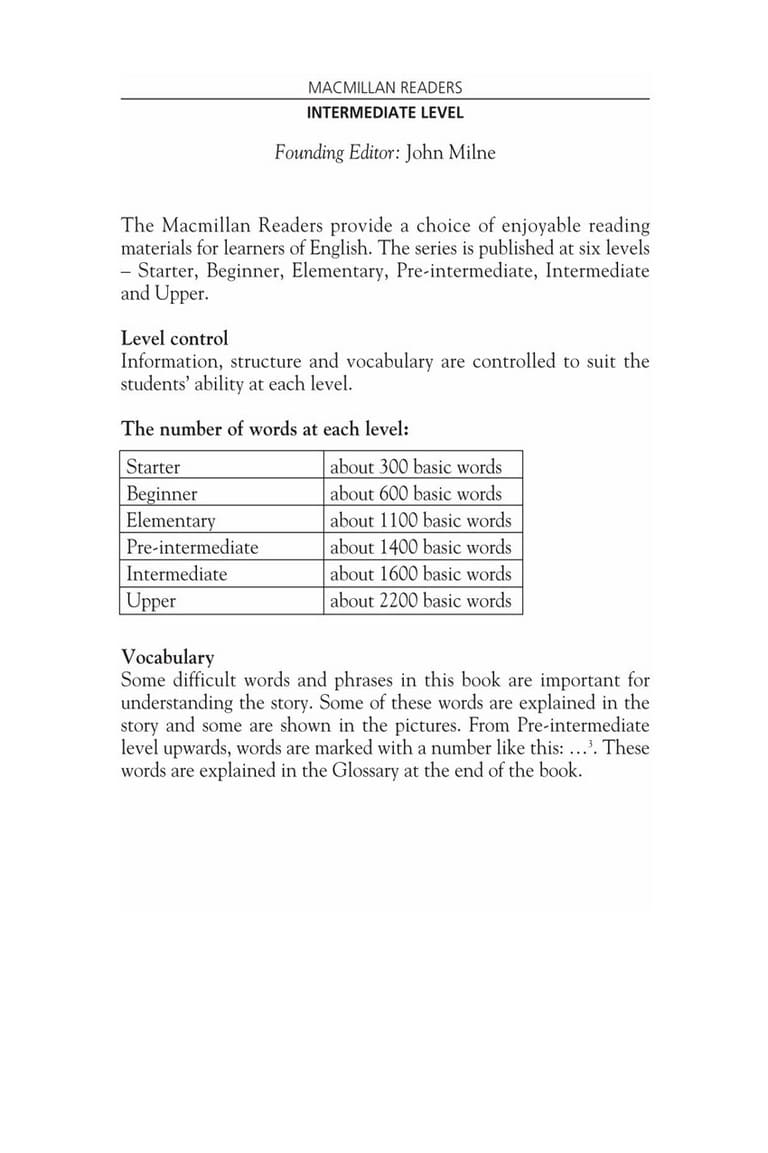 MACMILLAN READERS
INTERMEDIATE LEVEL
Founding Editor: John Milne
The Macmillan Readers provide a choice of enjoyable reading
materials for learners of English. The series is published at six levels
– Starter, Beginner, Elementary, Pre-intermediate, Intermediate
and Upper.
Level control
Information, structure and vocabulary are controlled to suit the
students’ ability at each level.
The number of words at each level:
Starter about 300 basic words
Beginner about 600 basic words
Elementary about 1100 basic words
Pre-intermediate about 1400 basic words
Intermediate about 1600 basic words
Upper about 2200 basic words
Vocabulary
Some difficult words and phrases in this book are important for
understanding the story. Some of these words are explained in the
story and some are shown in the pictures. From Pre-intermediate
level upwards, words are marked with a number like this: …³. These
words are explained in the Glossary at the end of the book.